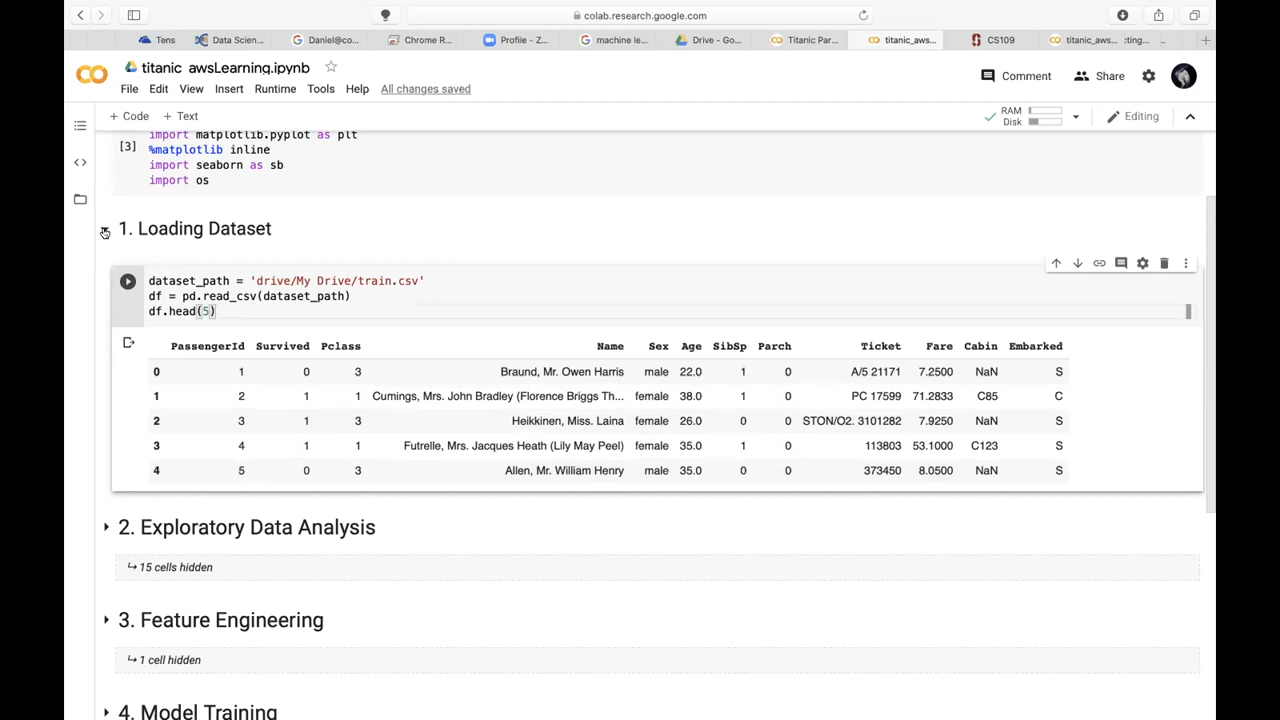 colab.research.google.com
Tens
Data Scien...
Daniel@co...
Chrome R...
Profile - Z...
machine le...
Drive - Go...
Titanic Par...
titanic_aws...
CS109
titanic_aws...
:ting...
titanic_awsLearning.ipynb
Comment
Share
File Edit View Insert Runtime Tools Help All changes saved
+ Code + Text
RAM
Disk
Editing
import matplotlib.pyplot as plt
[3] %matplotlib inline
import seaborn as sb
import os
1. Loading Dataset
dataset_path = 'drive/My Drive/train.csv'
df = pd.read_csv(dataset_path)
df.head(5)
PassengerId Survived Pclass Name Sex Age SibSp Parch Ticket Fare Cabin Embarked
0 1 0 3 Braund, Mr. Owen Harris male 22.0 1 0 A/5 21171 7.2500 NaN S
1 2 1 1 Cumings, Mrs. John Bradley (Florence Briggs Th... female 38.0 1 0 PC 17599 71.2833 C85 C
2 3 1 3 Heikkinen, Miss. Laina female 26.0 0 0 STON/O2. 3101282 7.9250 NaN S
3 4 1 1 Futrelle, Mrs. Jacques Heath (Lily May Peel) female 35.0 1 0 113803 53.1000 C123 S
4 5 0 3 Allen, Mr. William Henry male 35.0 0 0 373450 8.0500 NaN S
2. Exploratory Data Analysis
15 cells hidden
3. Feature Engineering
1 cell hidden
4. Model Training